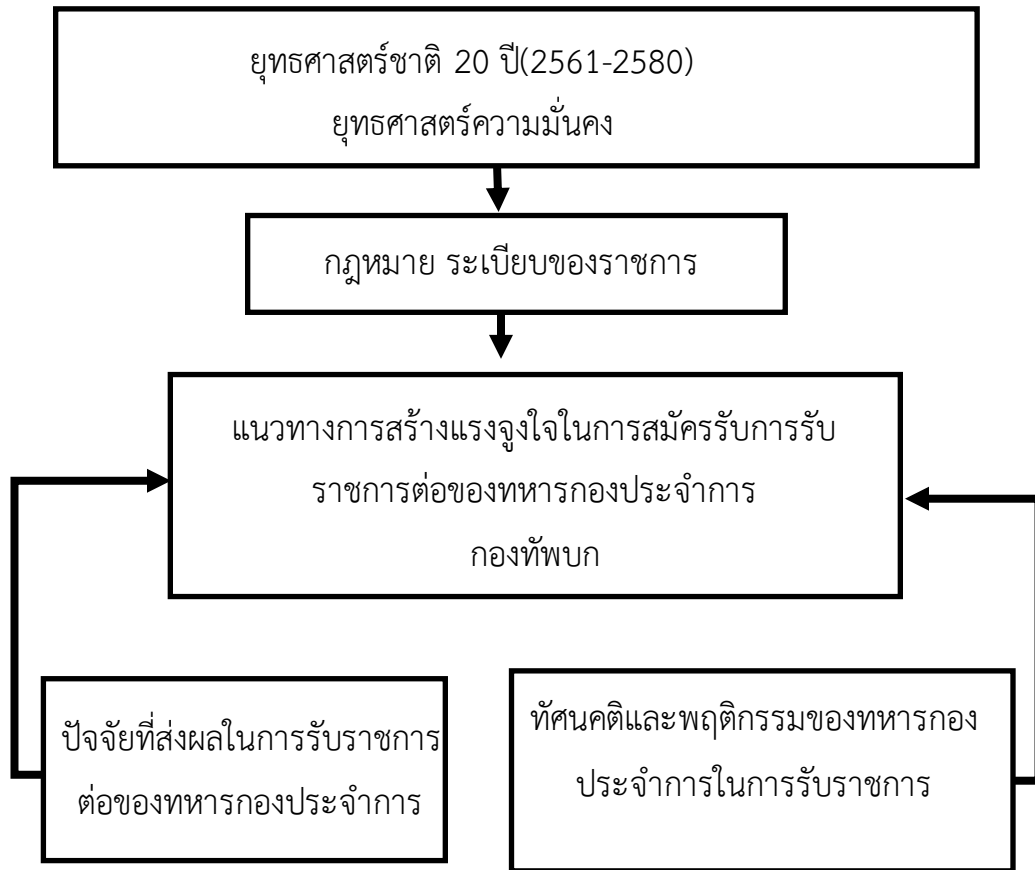 ยุทธศาสตร์ชาติ 20 ปี(2561-2580)
ยุทธศาสตร์ความมั่นคง
กฎหมาย ระเบียบของราชการ
แนวทางการสร้างแรงจูงใจในการสมัครรับการรับ
ราชการต่อของทหารกองประจำการ
กองทัพบก
ปัจจัยที่ส่งผลในการรับราชการ
ต่อของทหารกองประจำการ
ทัศนคติและพฤติกรรมของทหารกอง
ประจำการในการรับราชการ